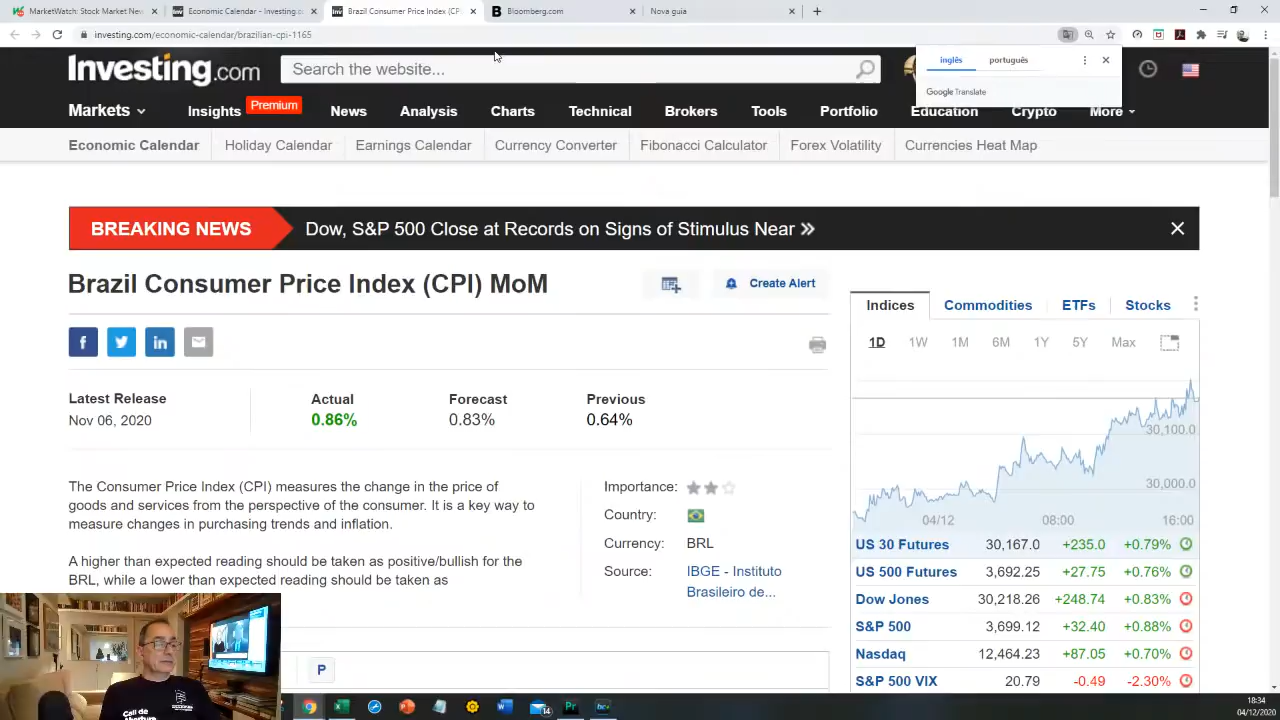 MarketWatch: Stock Market News
Economic Calendar - Investing.c
Brazil Consumer Price Index (CPI
Bloomberg.com
Nova guia
investing.com/economic-calendar/brazilian-cpi-1165
Investing.com
Search the website...
inglês
português
Google Translate
Markets
Insights
Premium
News
Analysis
Charts
Technical
Brokers
Tools
Portfolio
Education
Crypto
More
Economic Calendar
Holiday Calendar
Earnings Calendar
Currency Converter
Fibonacci Calculator
Forex Volatility
Currencies Heat Map
BREAKING NEWS
Dow, S&P 500 Close at Records on Signs of Stimulus Near »
Brazil Consumer Price Index (CPI) MoM
Create Alert
Latest Release
Nov 06, 2020
Actual
0.86%
Forecast
0.83%
Previous
0.64%
The Consumer Price Index (CPI) measures the change in the price of
goods and services from the perspective of the consumer. It is a key way to
measure changes in purchasing trends and inflation.
A higher than expected reading should be taken as positive/bullish for the
BRL, while a lower than expected reading should be taken as
Importance:
Country:
Currency: BRL
Source: IBGE - Instituto
Brasileiro de...
P
Indices
Commodities
ETFs
Stocks
1D 1W 1M 6M 1Y 5Y Max
30,100.0
30,000.0
04/12 08:00 16:00
US 30 Futures 30,167.0 +235.0 +0.79%
US 500 Futures 3,692.25 +27.75 +0.76%
Dow Jones 30,218.26 +248.74 +0.83%
S&P 500 3,699.12 +32.40 +0.88%
Nasdaq 12,464.23 +87.05 +0.70%
S&P 500 VIX 20.79 -0.49 -2.30%
Call de
14
18:34
04/12/2020